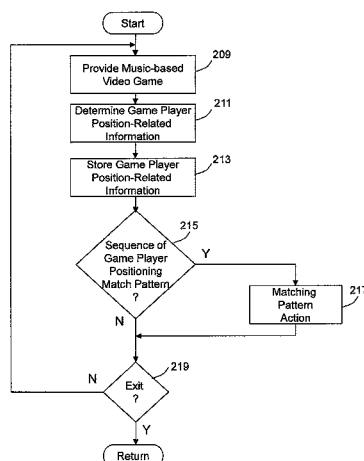 Start
209
Provide Music-based
Video Game
211
Determine Game Player
Position-Related
Information
213
Store Game Player
Position-Related
Information
215
Sequence of
Game Player
Positioning
Match Pattern
?
Y
217
Matching
Pattern
Action
N
219
N
Exit
?
Y
Return